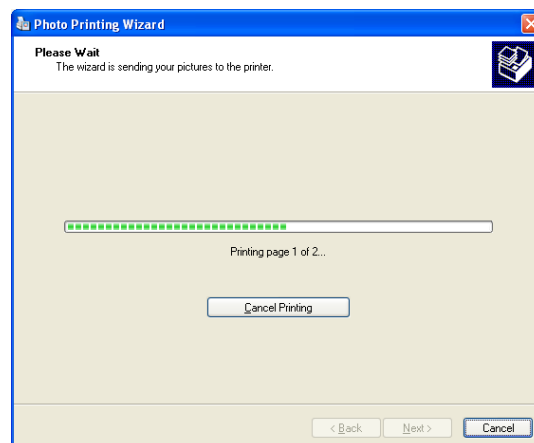 Photo Printing Wizard
Please Wait
The wizard is sending your pictures to the printer.
Printing page 1 of 2...
Cancel Printing
< Back Next > Cancel